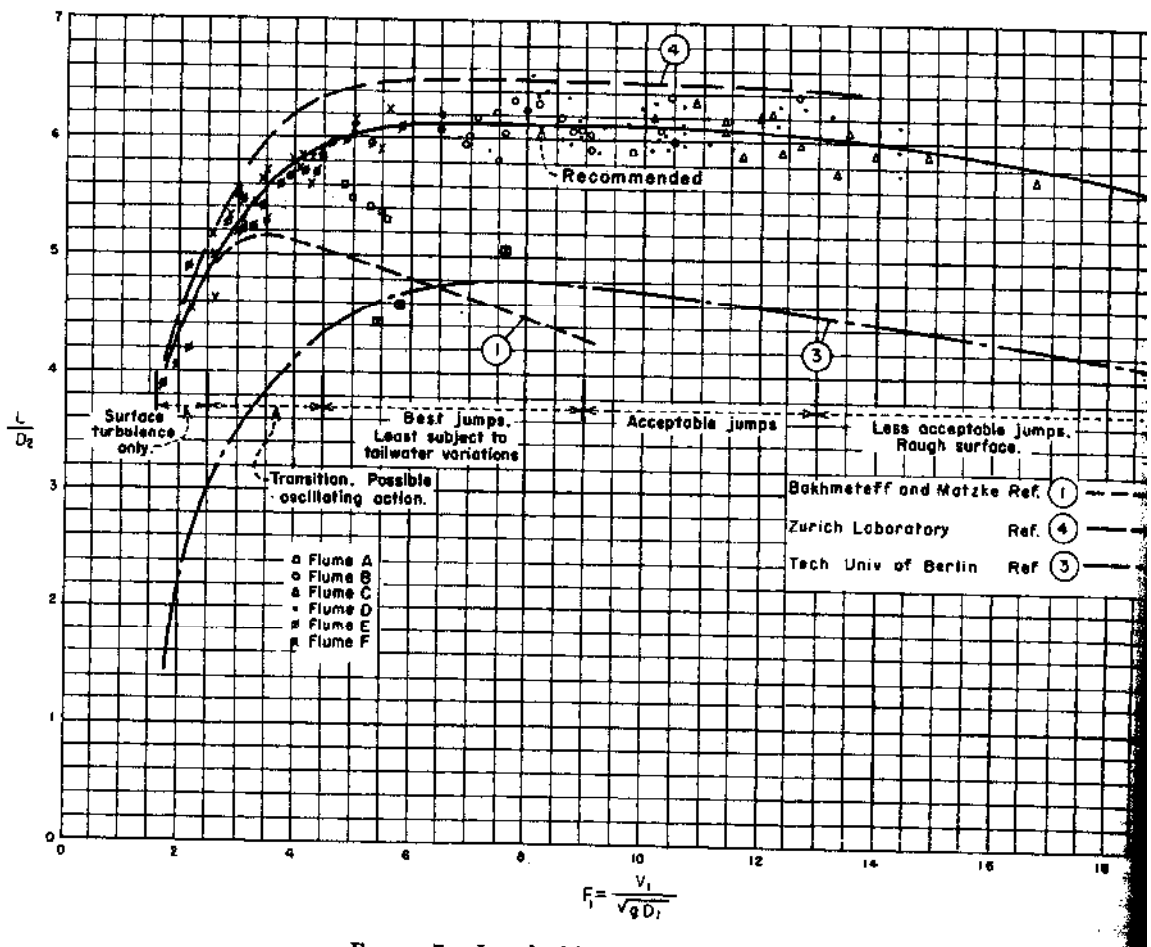 7
6
5
4
3
2
1
0
L
D2
0
2
4
6
8
10
12
14
16
18
F1 = V1
√gD1
4
Recommended
1
3
Surface
turbulence
only.
Best jumps.
Least subject to
tailwater variations
Acceptable jumps
Less acceptable jumps.
Rough surface.
Transition. Possible
oscillating action.
Bakhmeteff and Matzke Ref. 1
Zurich Laboratory Ref. 4
Tech Univ of Berlin Ref 3
Flume A
Flume B
Flume C
Flume D
Flume E
Flume F